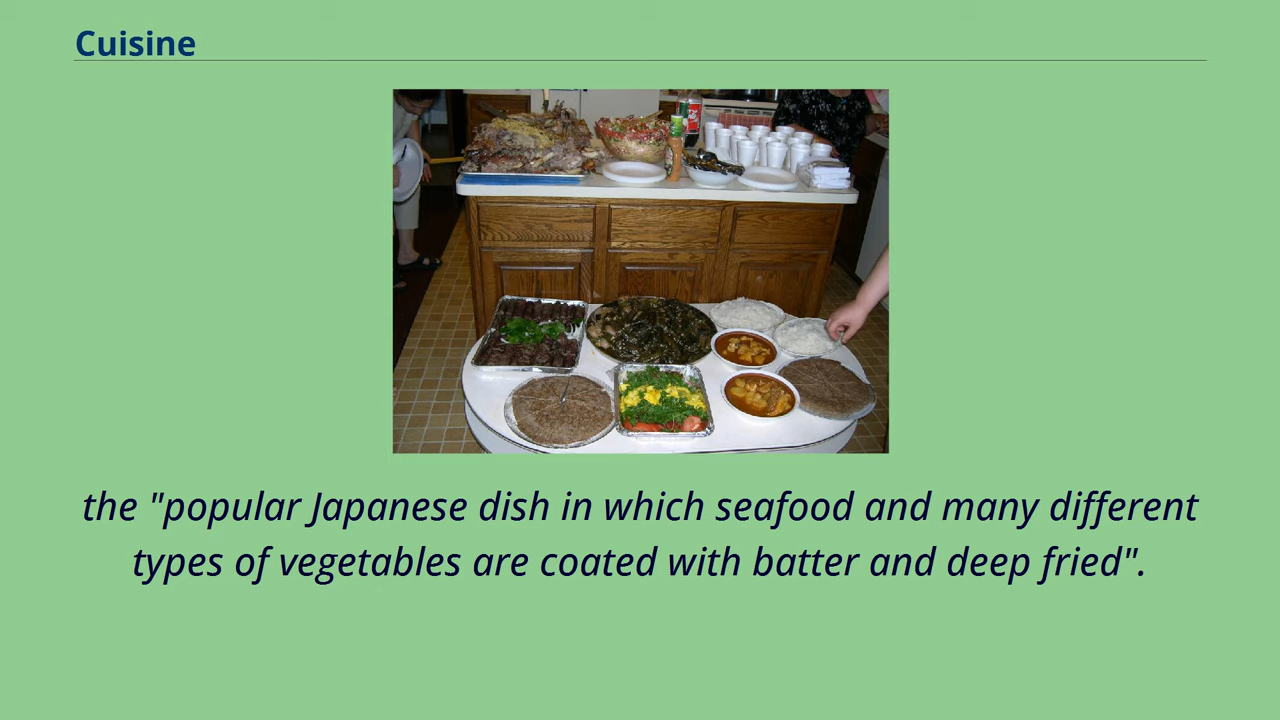 Cuisine
the "popular Japanese dish in which seafood and many different
types of vegetables are coated with batter and deep fried".